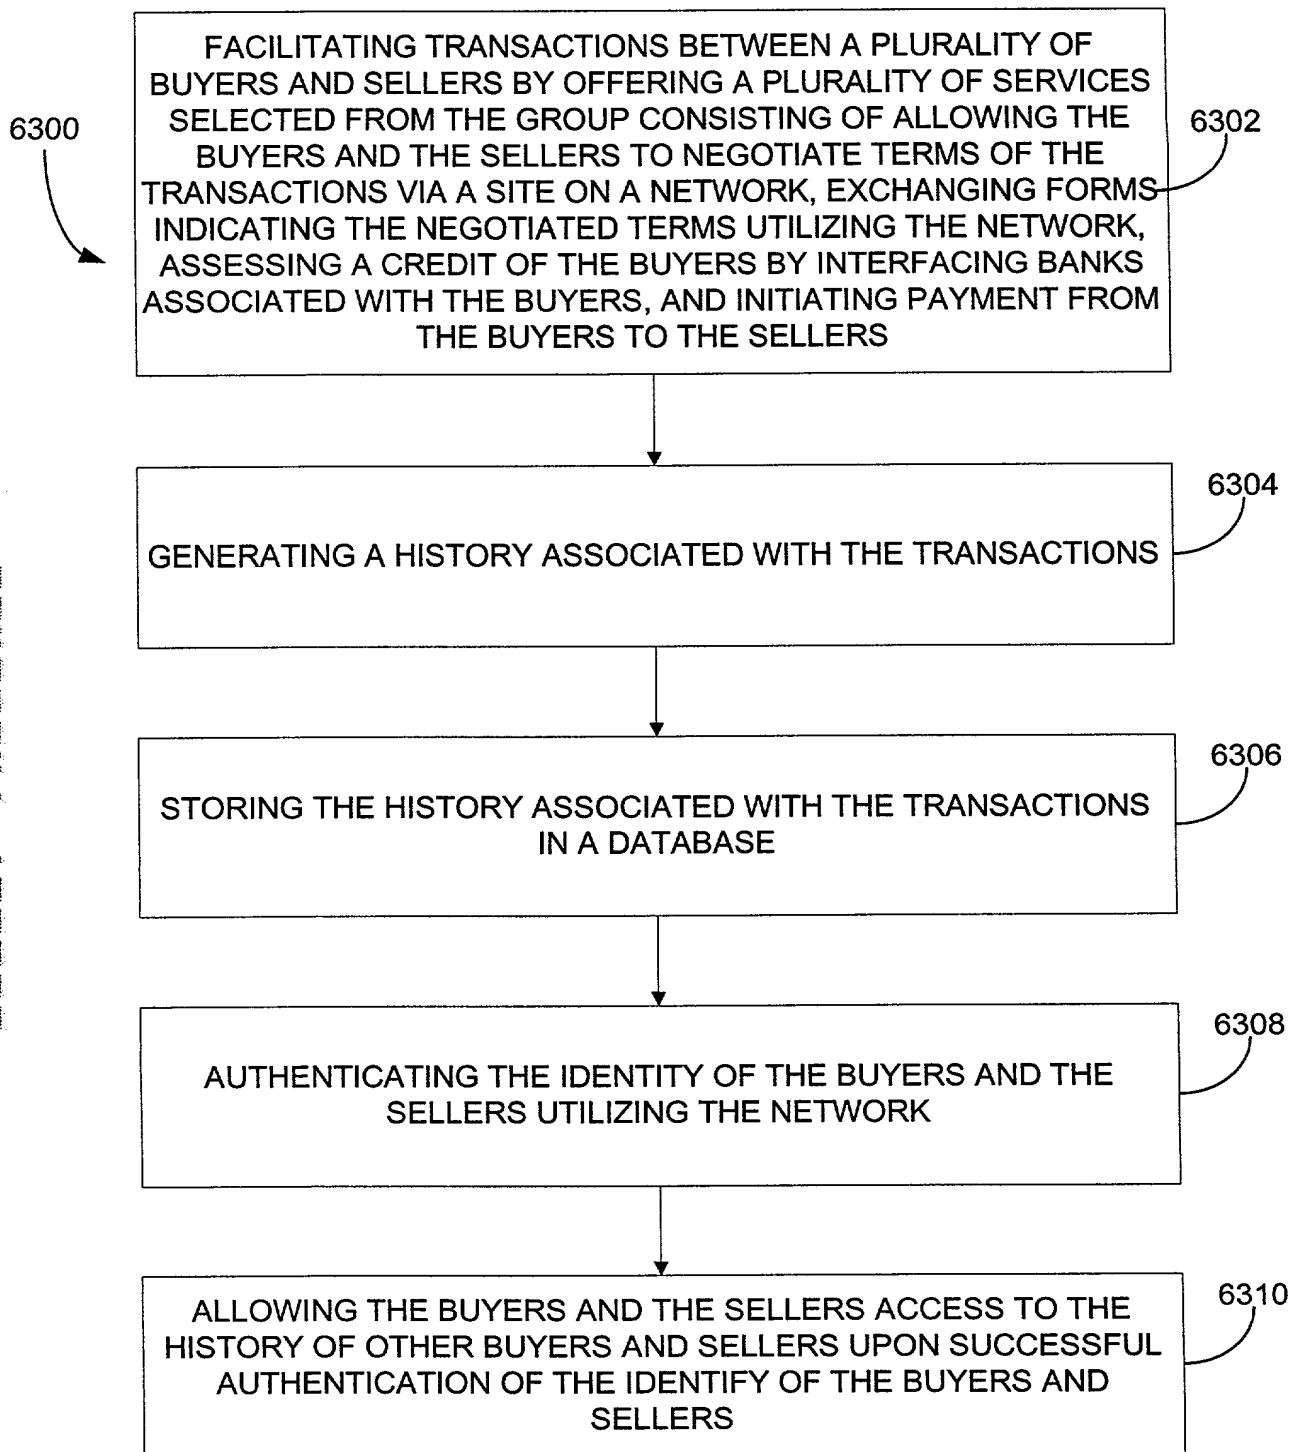 FACILITATING TRANSACTIONS BETWEEN A PLURALITY OF
BUYERS AND SELLERS BY OFFERING A PLURALITY OF SERVICES
SELECTED FROM THE GROUP CONSISTING OF ALLOWING THE
BUYERS AND THE SELLERS TO NEGOTIATE TERMS OF THE
TRANSACTIONS VIA A SITE ON A NETWORK, EXCHANGING FORMS
INDICATING THE NEGOTIATED TERMS UTILIZING THE NETWORK,
ASSESSING A CREDIT OF THE BUYERS BY INTERFACING BANKS
ASSOCIATED WITH THE BUYERS, AND INITIATING PAYMENT FROM
THE BUYERS TO THE SELLERS
6300
6302
GENERATING A HISTORY ASSOCIATED WITH THE TRANSACTIONS
6304
STORING THE HISTORY ASSOCIATED WITH THE TRANSACTIONS
IN A DATABASE
6306
AUTHENTICATING THE IDENTITY OF THE BUYERS AND THE
SELLERS UTILIZING THE NETWORK
6308
ALLOWING THE BUYERS AND THE SELLERS ACCESS TO THE
HISTORY OF OTHER BUYERS AND SELLERS UPON SUCCESSFUL
AUTHENTICATION OF THE IDENTIFY OF THE BUYERS AND
SELLERS
6310